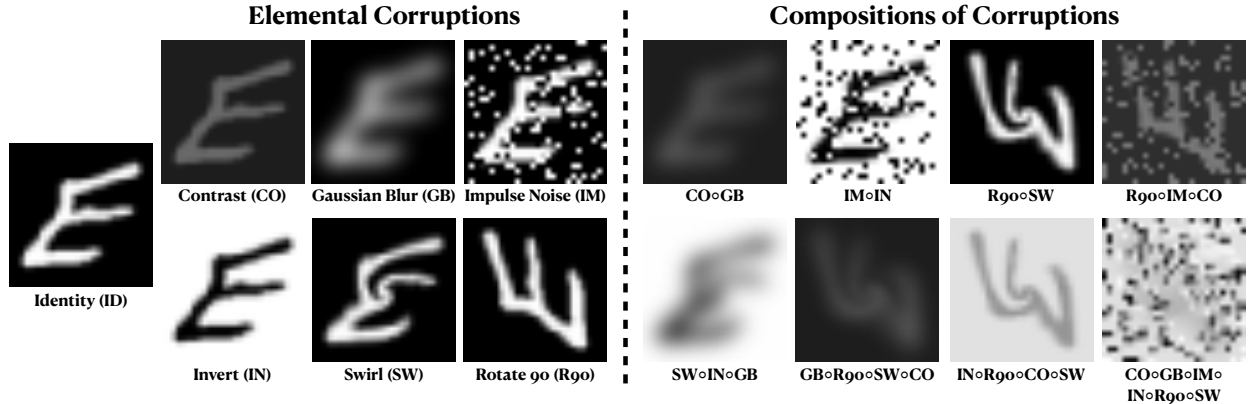 Elemental Corruptions
Compositions of Corruptions
Identity (ID)
Contrast (CO)
Gaussian Blur (GB)
Impulse Noise (IM)
Invert (IN)
Swirl (SW)
Rotate 90 (R90)
CO∘GB
IM∘IN
R90∘SW
R90∘IM∘CO
SW∘IN∘GB
GB∘R90∘SW∘CO
IN∘R90∘CO∘SW
CO∘GB∘IM∘
IN∘R90∘SW